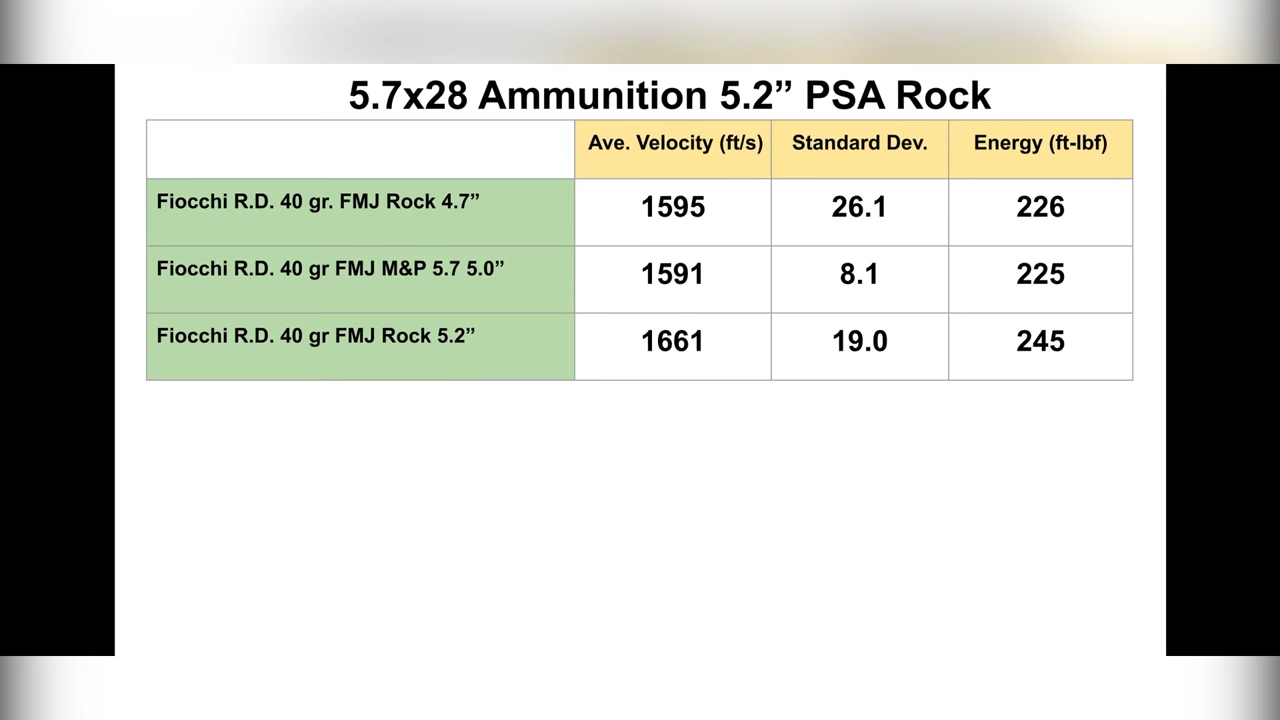 5.7x28 Ammunition 5.2” PSA Rock
Ave. Velocity (ft/s) Standard Dev. Energy (ft-lbf)
Fiocchi R.D. 40 gr. FMJ Rock 4.7” 1595 26.1 226
Fiocchi R.D. 40 gr FMJ M&P 5.7 5.0” 1591 8.1 225
Fiocchi R.D. 40 gr FMJ Rock 5.2” 1661 19.0 245